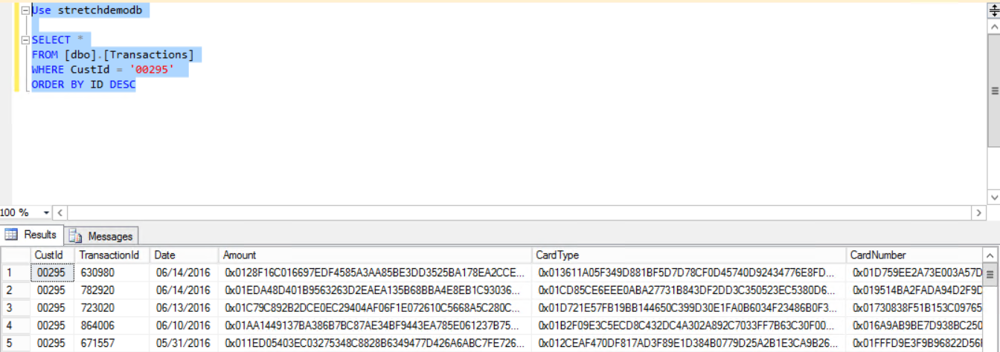 Use stretchdemodb
SELECT *
FROM [dbo].[Transactions]
WHERE CustId = '00295'
ORDER BY ID DESC
100 %
Results Messages
CustId TransactionId Date Amount CardType CardNumber
1 00295 630980 06/14/2016 0x0128F16C016697EDF4585A3AA85BE3DD3525BA178EA2CCE... 0x013611A05F349D881BF5D7D78CF0D45740D92434776E8FD... 0x01D759EE2A73E003A57D
2 00295 782920 06/14/2016 0x01EDA48D401B9563263D2EAEA135B68BBA4E8EB1C93036... 0x01CD85CE6EEE0ABA27731B843DF2DD3C350523EC5380D6... 0x019514BA2FADA94D2F9D
3 00295 723020 06/13/2016 0x01C79C892B2DCE0EC29404AF06F1E072610C5668A5C280C... 0x01D721E57FB19BB144650C399D30E1FA0B6034F23486B0F3... 0x01730838F51B153C09765
4 00295 864006 06/10/2016 0x01AA1449137BA386B7BC87AE34BF9443EA785E061237B75... 0x01B2F09E3C5ECD8C432DC4A302A892C7033FF7B63C30F00... 0x016A9AB9BE7D938BC250
5 00295 671557 05/31/2016 0x011ED05403EC03275348C8828B6349477D426A6ABC7FE726... 0x012CEAF470DF817AD3F89E1D384B0779D25A2B1E3CA9B26... 0x01FFFD9E3F9B96822D56